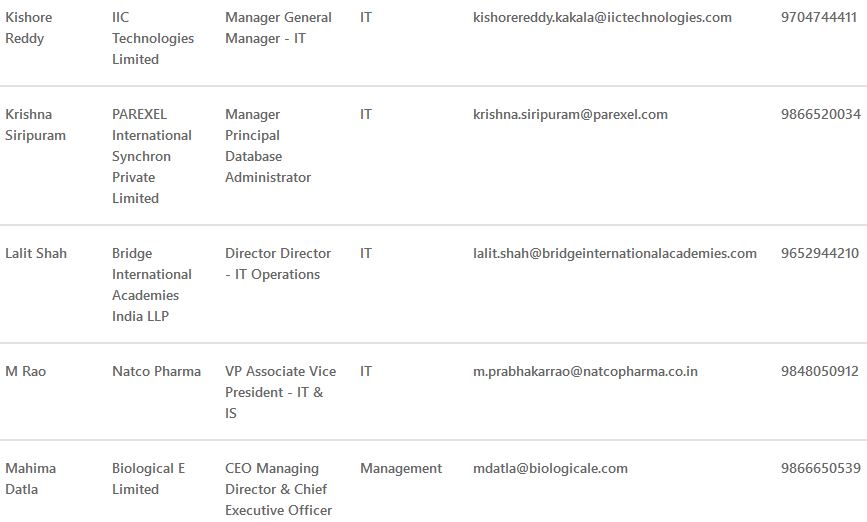 Kishore Reddy IIC Technologies Limited Manager General Manager - IT IT kishorereddy.kakala@iictechnologies.com 9704744411
Krishna Siripuram PAREXEL International Synchron Private Limited Manager Principal Database Administrator IT krishna.siripuram@parexel.com 9866520034
Lalit Shah Bridge International Academies India LLP Director Director - IT Operations IT lalit.shah@bridgeinternationalacademies.com 9652944210
M Rao Natco Pharma VP Associate Vice President - IT & IS IT m.prabhakarrao@natcopharma.co.in 9848050912
Mahima Datla Biological E Limited CEO Managing Director & Chief Executive Officer Management mdatla@biologicale.com 9866650539